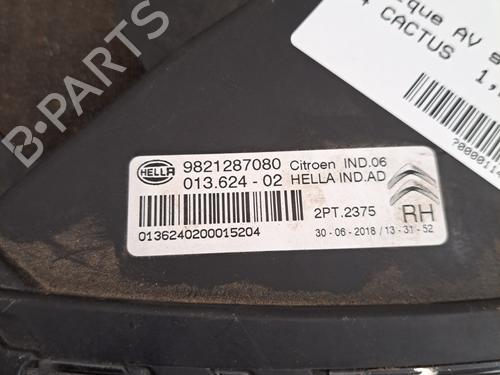 ique AV
CACTUS 1,
HELLA
9821287080 Citroen IND.06
013.624-02 HELLA IND.AD
2PT.2375
RH
0136240200015204
30-06-2018 / 13-31-52
B-PARTS